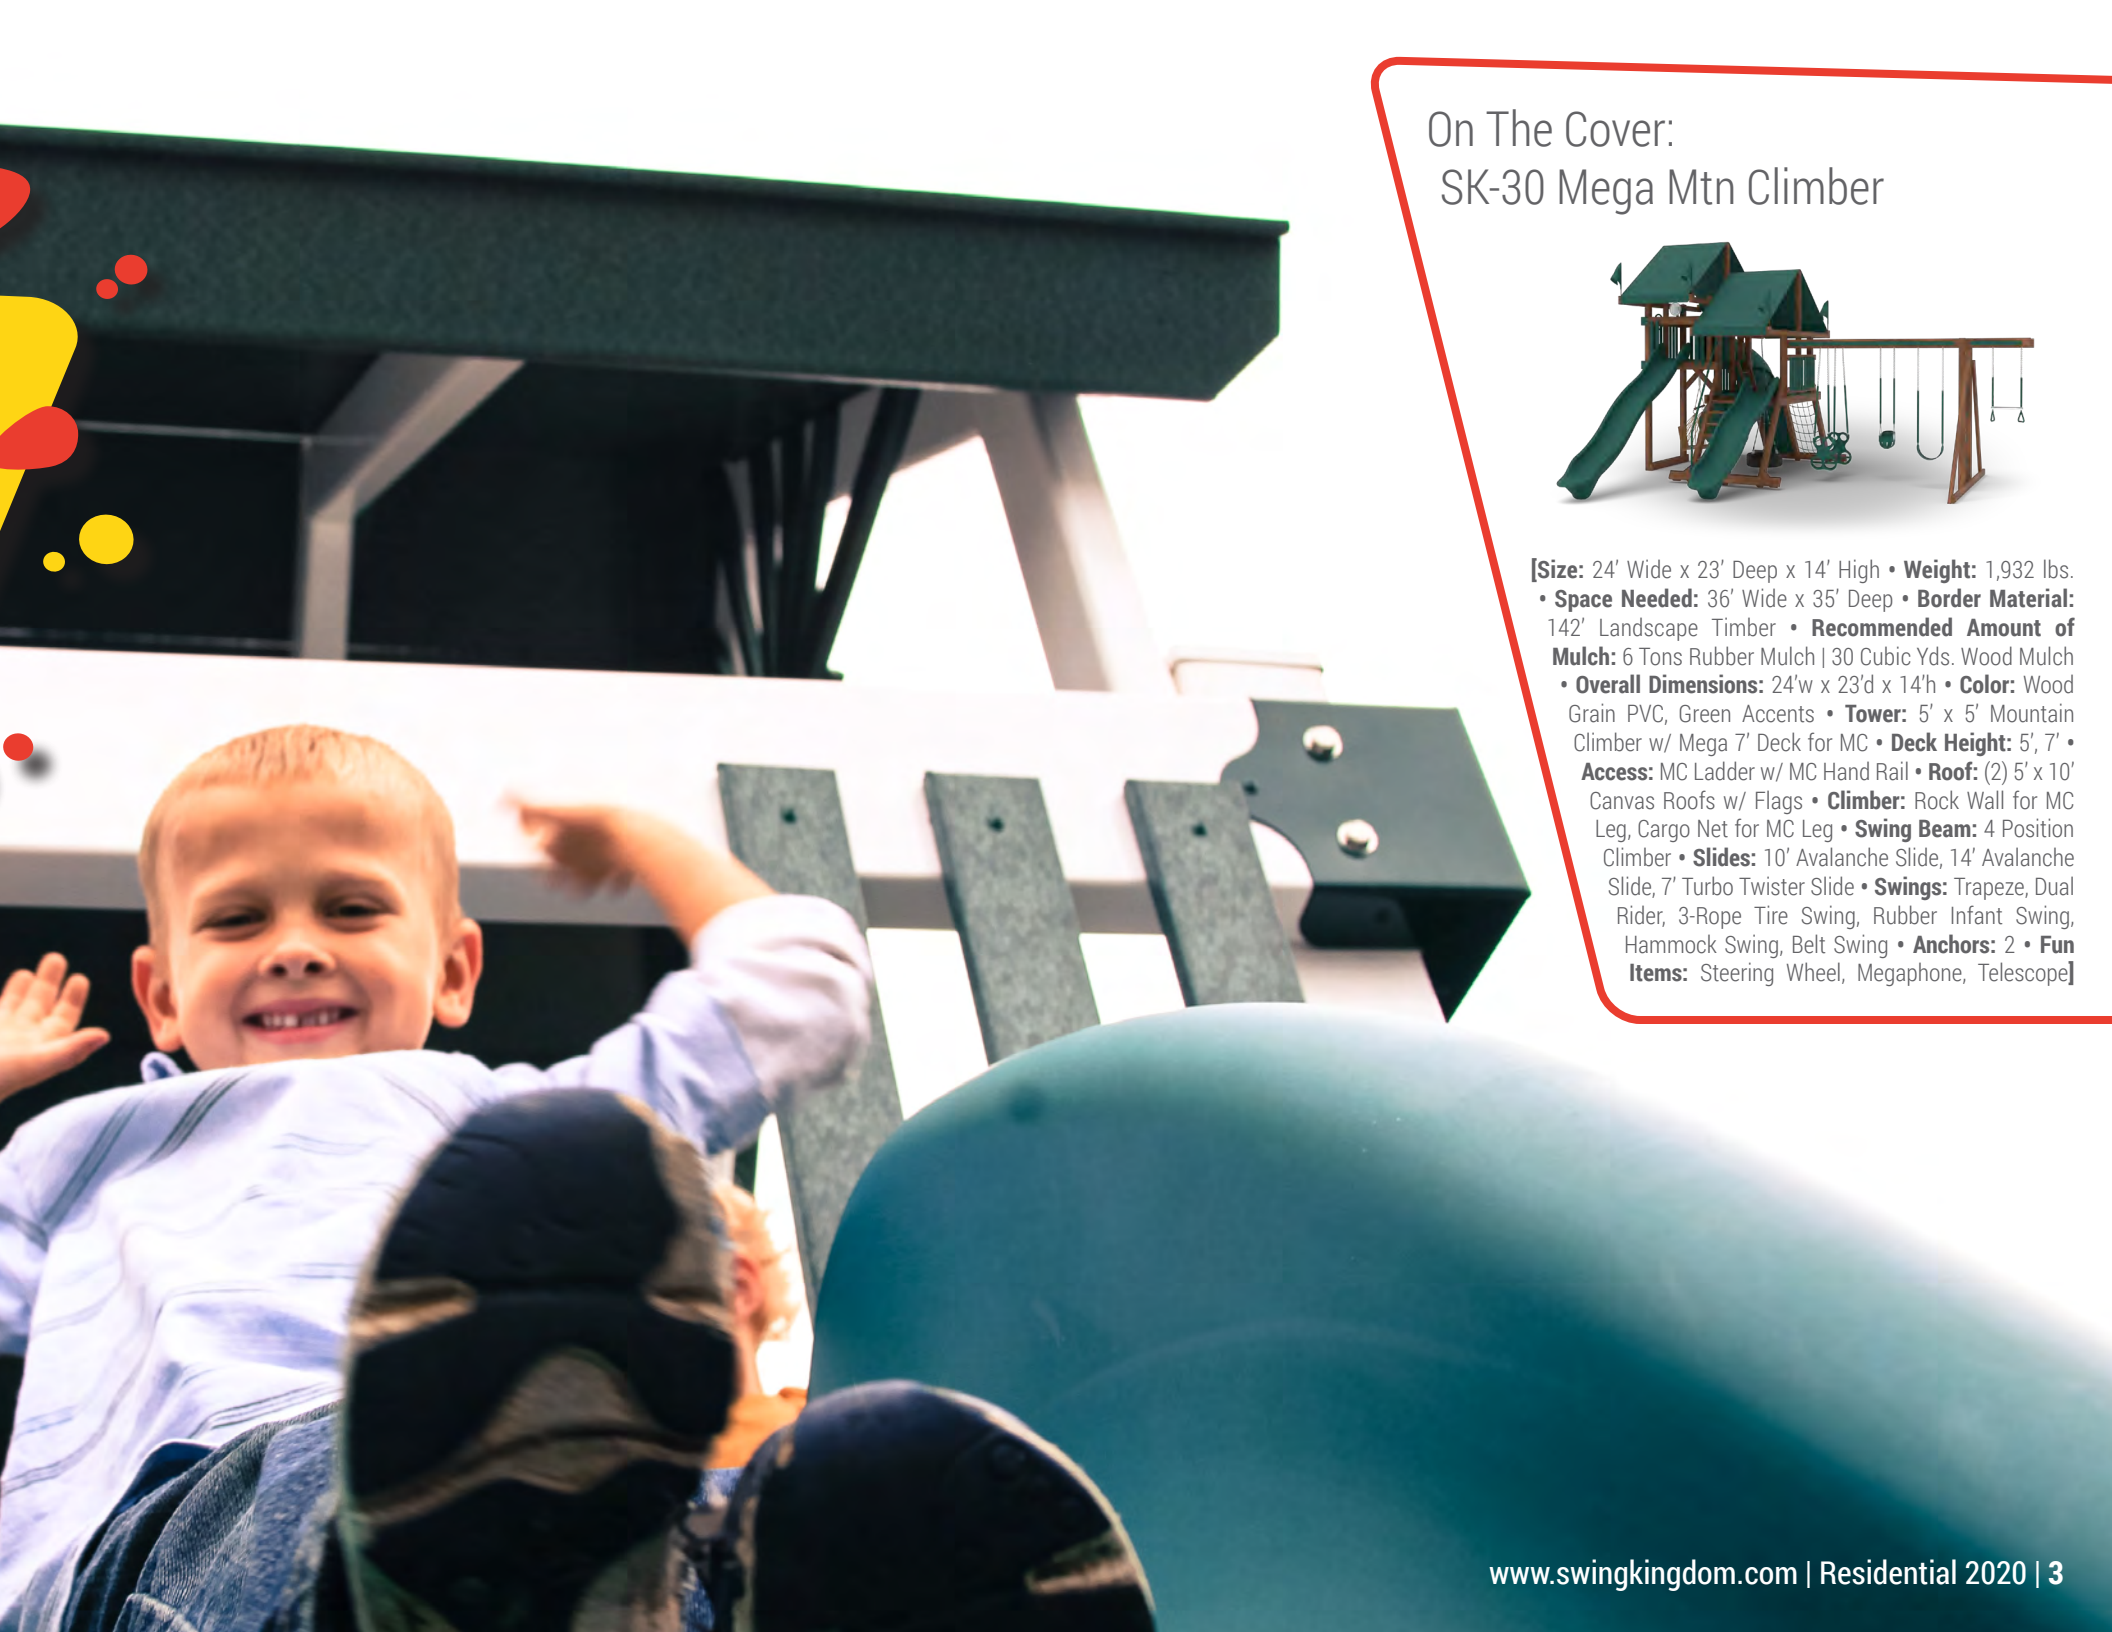 On The Cover:
SK-30 Mega Mtn Climber
[Size: 24’ Wide x 23’ Deep x 14’ High • Weight: 1,932 lbs.
• Space Needed: 36’ Wide x 35’ Deep • Border Material:
142’ Landscape Timber • Recommended Amount of
Mulch: 6 Tons Rubber Mulch | 30 Cubic Yds. Wood Mulch
• Overall Dimensions: 24’w x 23’d x 14’h • Color: Wood
Grain PVC, Green Accents • Tower: 5’ x 5’ Mountain
Climber w/ Mega 7’ Deck for MC • Deck Height: 5’, 7’ •
Access: MC Ladder w/ MC Hand Rail • Roof: (2) 5’ x 10’
Canvas Roofs w/ Flags • Climber: Rock Wall for MC
Leg, Cargo Net for MC Leg • Swing Beam: 4 Position
Climber • Slides: 10’ Avalanche Slide, 14’ Avalanche
Slide, 7’ Turbo Twister Slide • Swings: Trapeze, Dual
Rider, 3-Rope Tire Swing, Rubber Infant Swing,
Hammock Swing, Belt Swing • Anchors: 2 • Fun
Items: Steering Wheel, Megaphone, Telescope]
www.swingkingdom.com | Residential 2020 | 3